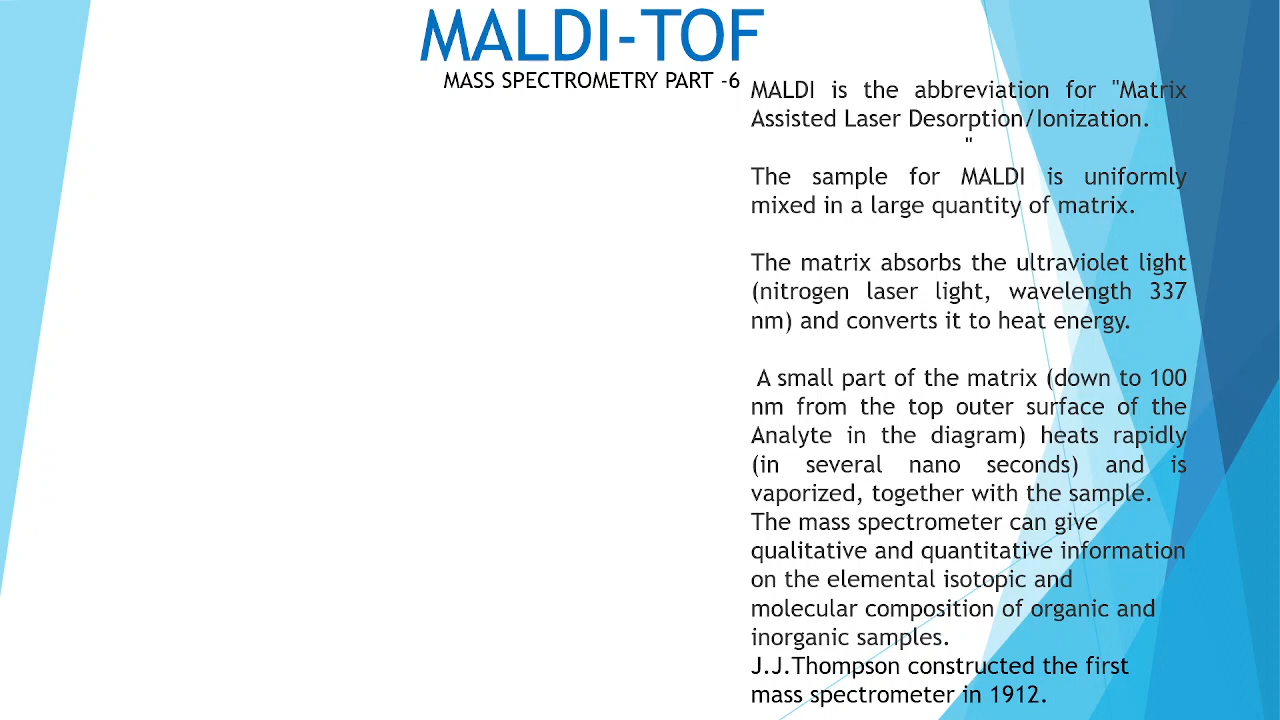 MALDI-TOF
MASS SPECTROMETRY PART -6
MALDI is the abbreviation for "Matrix
Assisted Laser Desorption/Ionization.
"
The sample for MALDI is uniformly
mixed in a large quantity of matrix.
The matrix absorbs the ultraviolet light
(nitrogen laser light, wavelength 337
nm) and converts it to heat energy.
A small part of the matrix (down to 100
nm from the top outer surface of the
Analyte in the diagram) heats rapidly
(in several nano seconds) and is
vaporized, together with the sample.
The mass spectrometer can give
qualitative and quantitative information
on the elemental isotopic and
molecular composition of organic and
inorganic samples.
J.J.Thompson constructed the first
mass spectrometer in 1912.